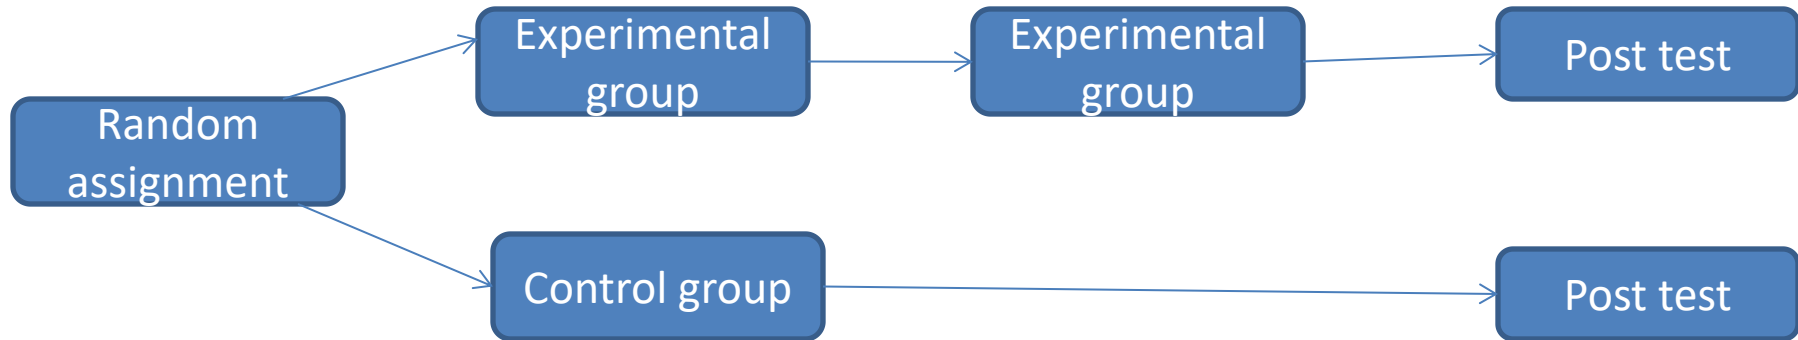 Experimental
group
Experimental
group
Post test
Random
assignment
Control group
Post test